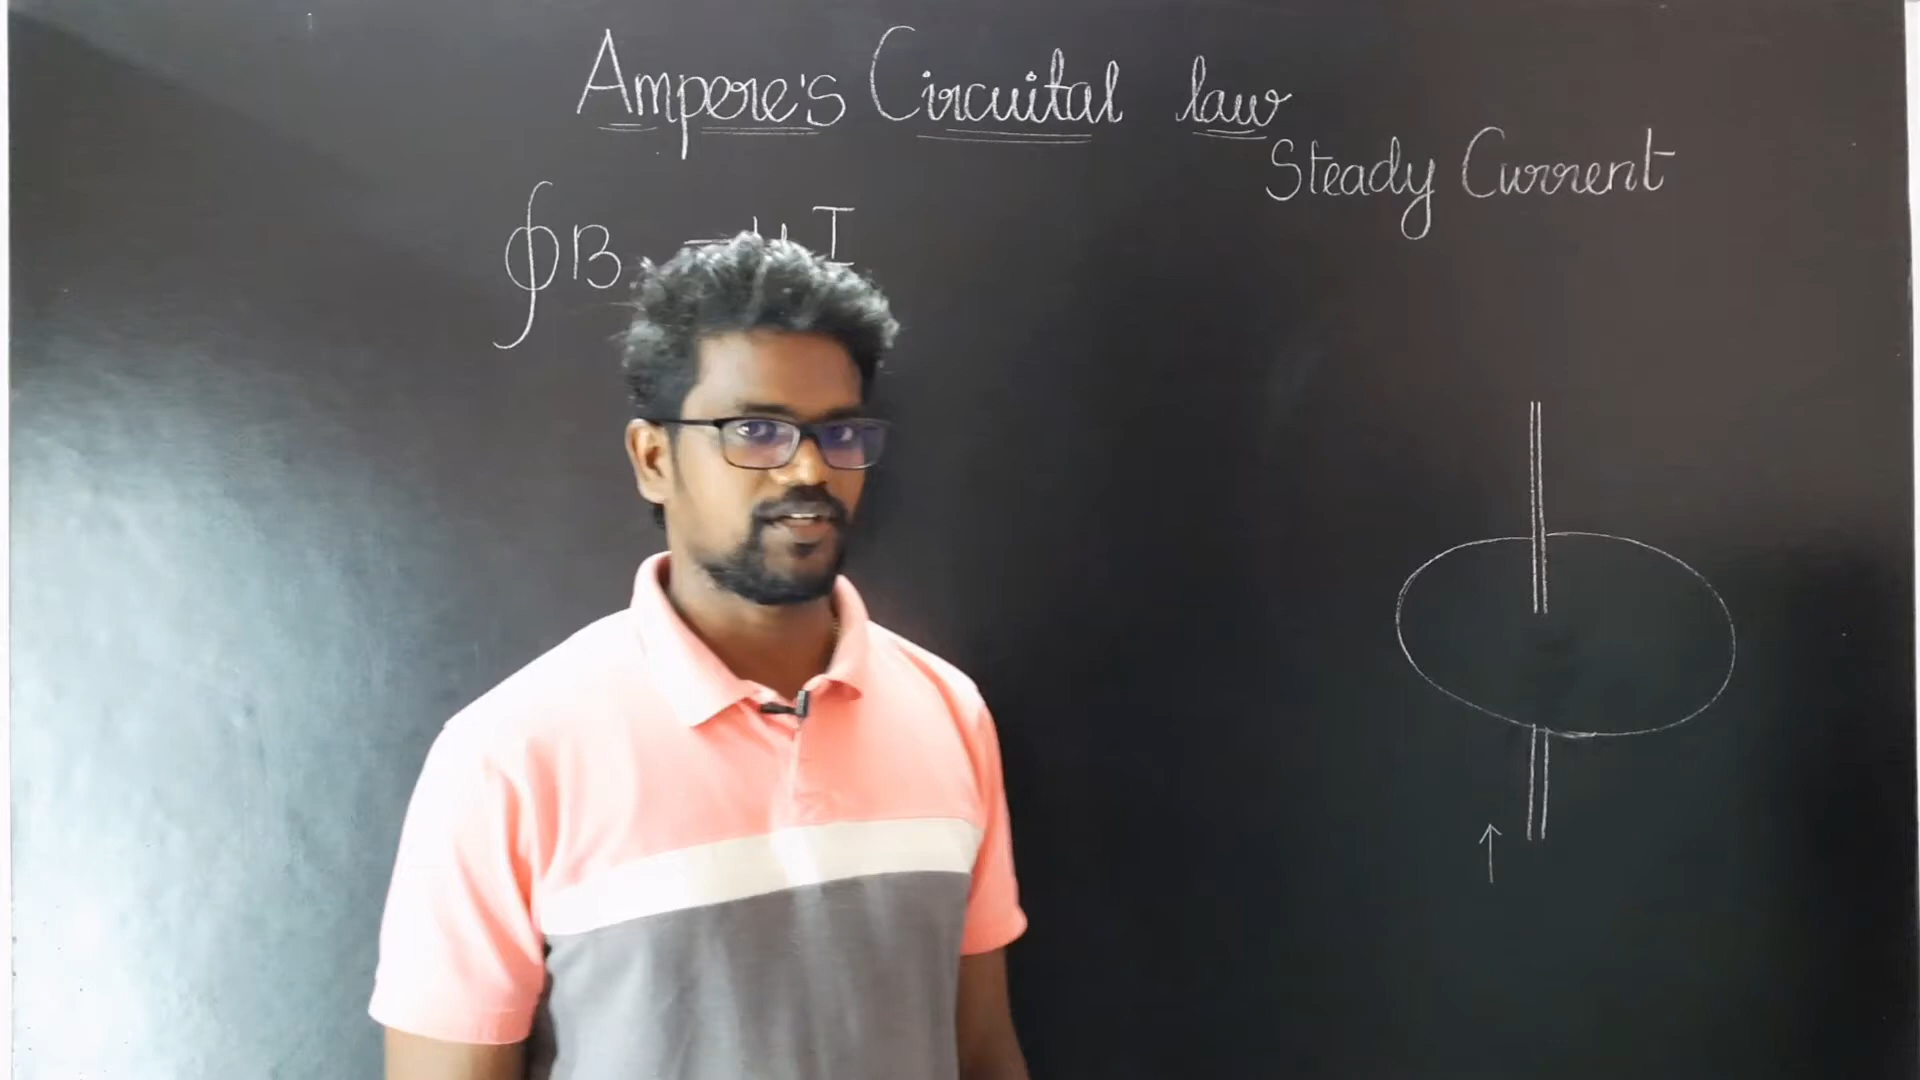 Ampere's Circuital law
Steady Current
∮B = μ I